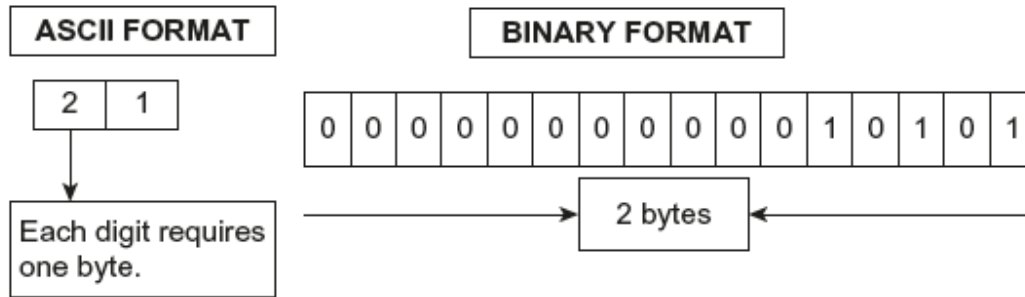 ASCII FORMAT
BINARY FORMAT
2 1
0 0 0 0 0 0 0 0 0 0 0 1 0 1 0 1
Each digit requires
one byte.
2 bytes